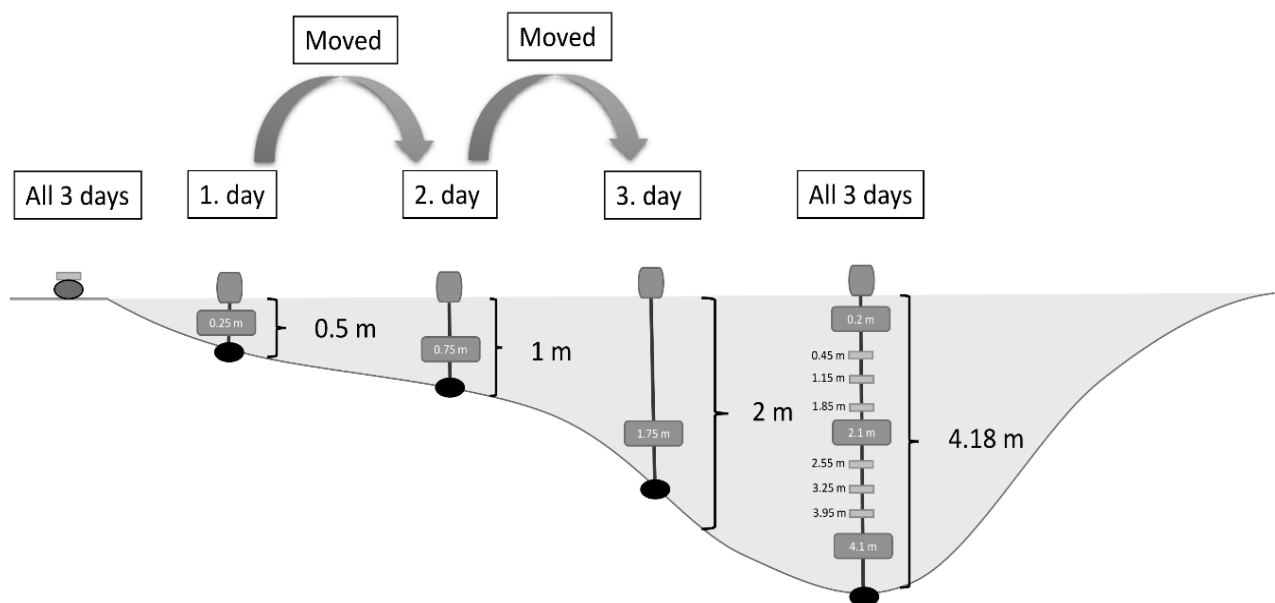 Moved
Moved
All 3 days
1. day
2. day
3. day
All 3 days
0.25 m
0.5 m
0.75 m
1 m
1.75 m
2 m
0.2 m
0.45 m
1.15 m
1.85 m
2.1 m
2.55 m
3.25 m
3.95 m
4.1 m
4.18 m